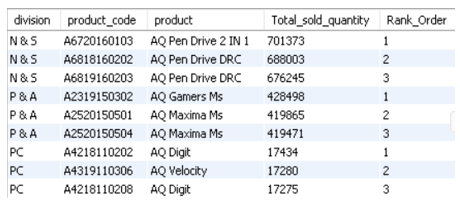 division product_code product Total_sold_quantity Rank_Order
N & S A6720160103 AQ Pen Drive 2 IN 1 701373 1
N & S A6818160202 AQ Pen Drive DRC 688003 2
N & S A6819160203 AQ Pen Drive DRC 676245 3
P & A A2319150302 AQ Gamers Ms 428498 1
P & A A2520150501 AQ Maxima Ms 419865 2
P & A A2520150504 AQ Maxima Ms 419471 3
PC A4218110202 AQ Digit 17434 1
PC A4319110306 AQ Velocity 17280 2
PC A4218110208 AQ Digit 17275 3